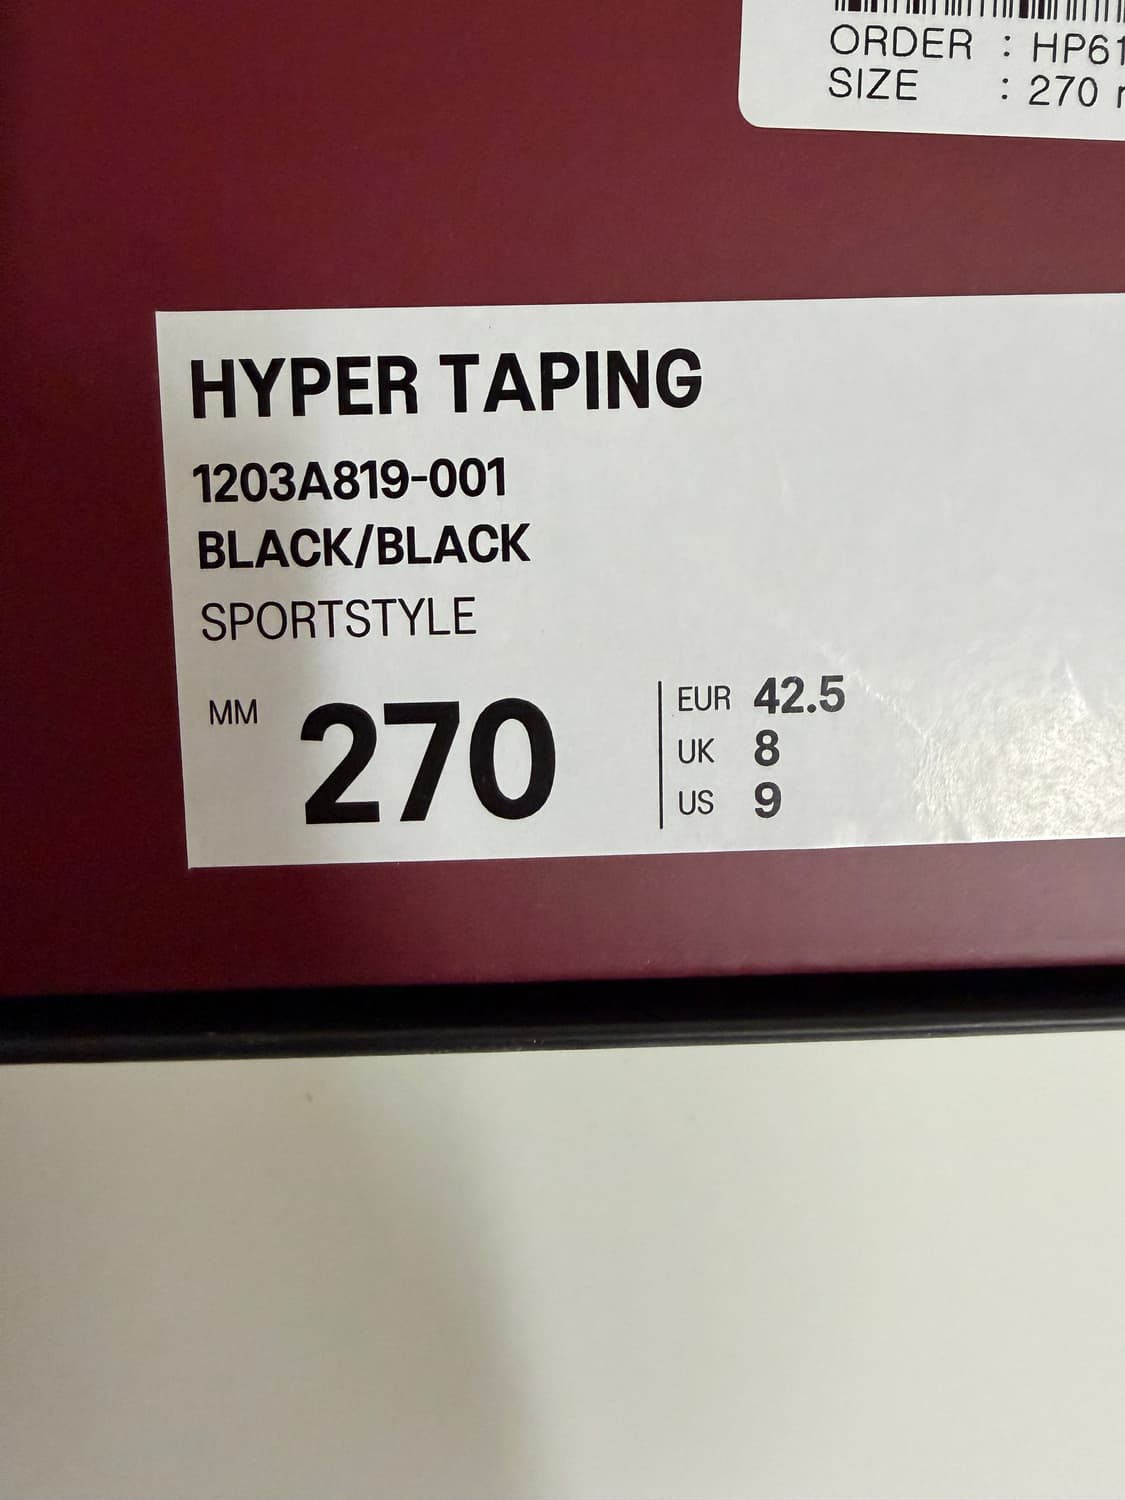 ORDER : HP61
SIZE : 270
HYPER TAPING
1203A819-001
BLACK/BLACK
SPORTSTYLE
MM 270
EUR 42.5
UK 8
US 9